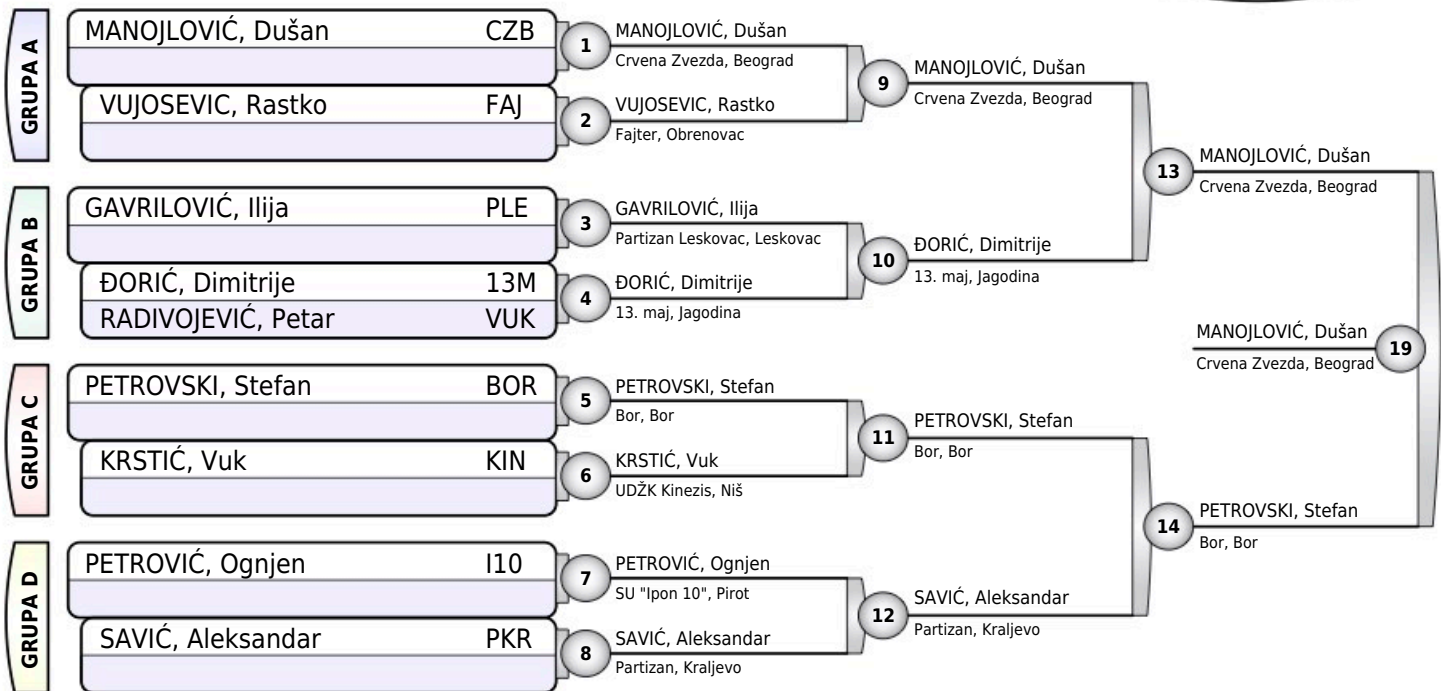 GRUPA A
MANOJLOVIĆ, Dušan CZB
VUJOSEVIC, Rastko FAJ
GRUPA B
GAVRILOVIĆ, Ilija PLE
ĐORIĆ, Dimitrije 13M
RADIVOJEVIĆ, Petar VUK
GRUPA C
PETROVSKI, Stefan BOR
KRSTIĆ, Vuk KIN
GRUPA D
PETROVIĆ, Ognjen I10
SAVIĆ, Aleksandar PKR
1
MANOJLOVIĆ, Dušan
Crvena Zvezda, Beograd
2
VUJOSEVIC, Rastko
Fajter, Obrenovac
3
GAVRILOVIĆ, Ilija
Partizan Leskovac, Leskovac
4
ĐORIĆ, Dimitrije
13. maj, Jagodina
5
PETROVSKI, Stefan
Bor, Bor
6
KRSTIĆ, Vuk
UDŽK Kinezis, Niš
7
PETROVIĆ, Ognjen
SU "Ipon 10", Pirot
8
SAVIĆ, Aleksandar
Partizan, Kraljevo
9
MANOJLOVIĆ, Dušan
Crvena Zvezda, Beograd
10
ĐORIĆ, Dimitrije
13. maj, Jagodina
11
PETROVSKI, Stefan
Bor, Bor
12
SAVIĆ, Aleksandar
Partizan, Kraljevo
13
MANOJLOVIĆ, Dušan
Crvena Zvezda, Beograd
14
PETROVSKI, Stefan
Bor, Bor
MANOJLOVIĆ, Dušan
Crvena Zvezda, Beograd
19